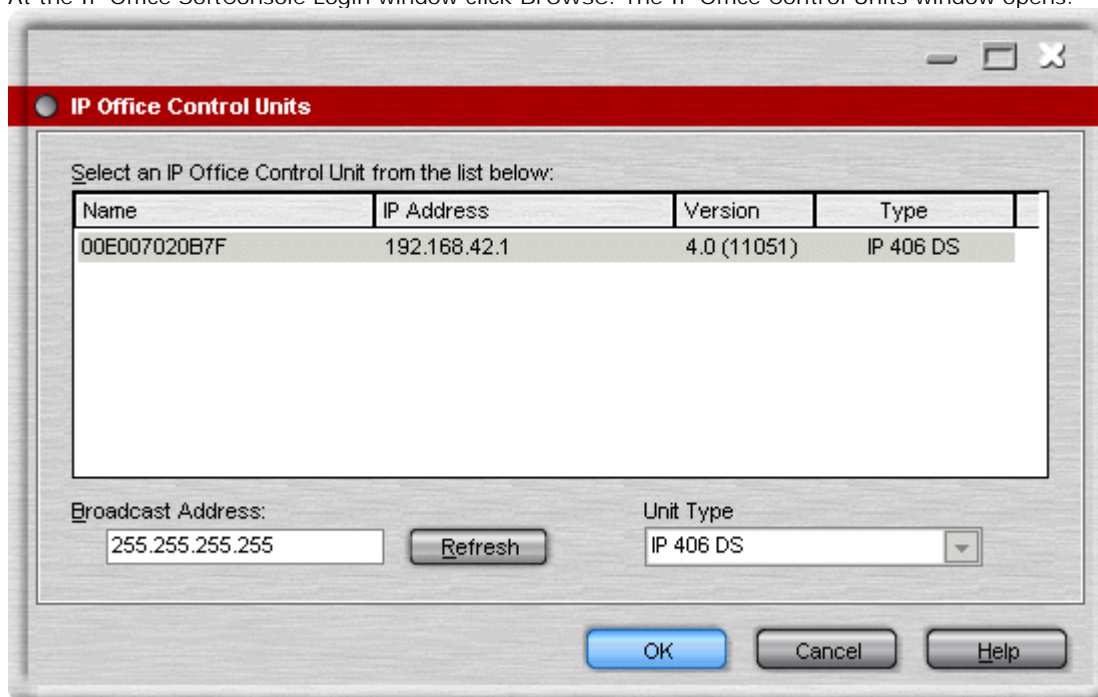 At the IP Office SoftConsole Login window click Browse. The IP Office Control Units window opens.
IP Office Control Units
Select an IP Office Control Unit from the list below:
Name IP Address Version Type
00E007020B7F 192.168.42.1 4.0 (11051) IP 406 DS
Broadcast Address: Unit Type
255.255.255.255 Refresh IP 406 DS
OK Cancel Help